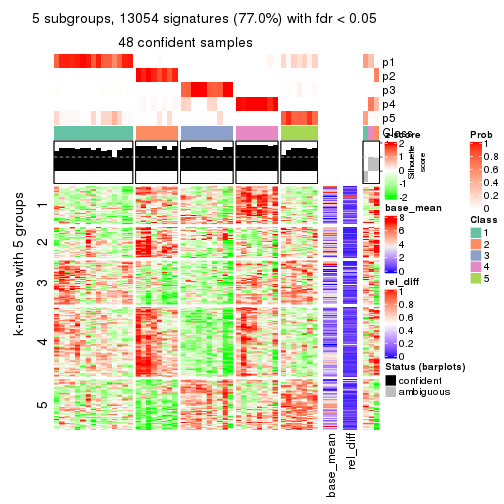 5 subgroups, 13054 signatures (77.0%) with fdr < 0.05
48 confident samples
p1
p2
p3
p4
p5
Class
Silhouette
score
1
2
3
4
5
k-means with 5 groups
base_mean
rel_diff
z-score
2
1
0
-1
-2
base_mean
8
6
4
2
0
rel_diff
1
0.8
0.6
0.4
0.2
0
Status (barplots)
confident
ambiguous
Prob
1
0.8
0.6
0.4
0.2
0
Class
1
2
3
4
5